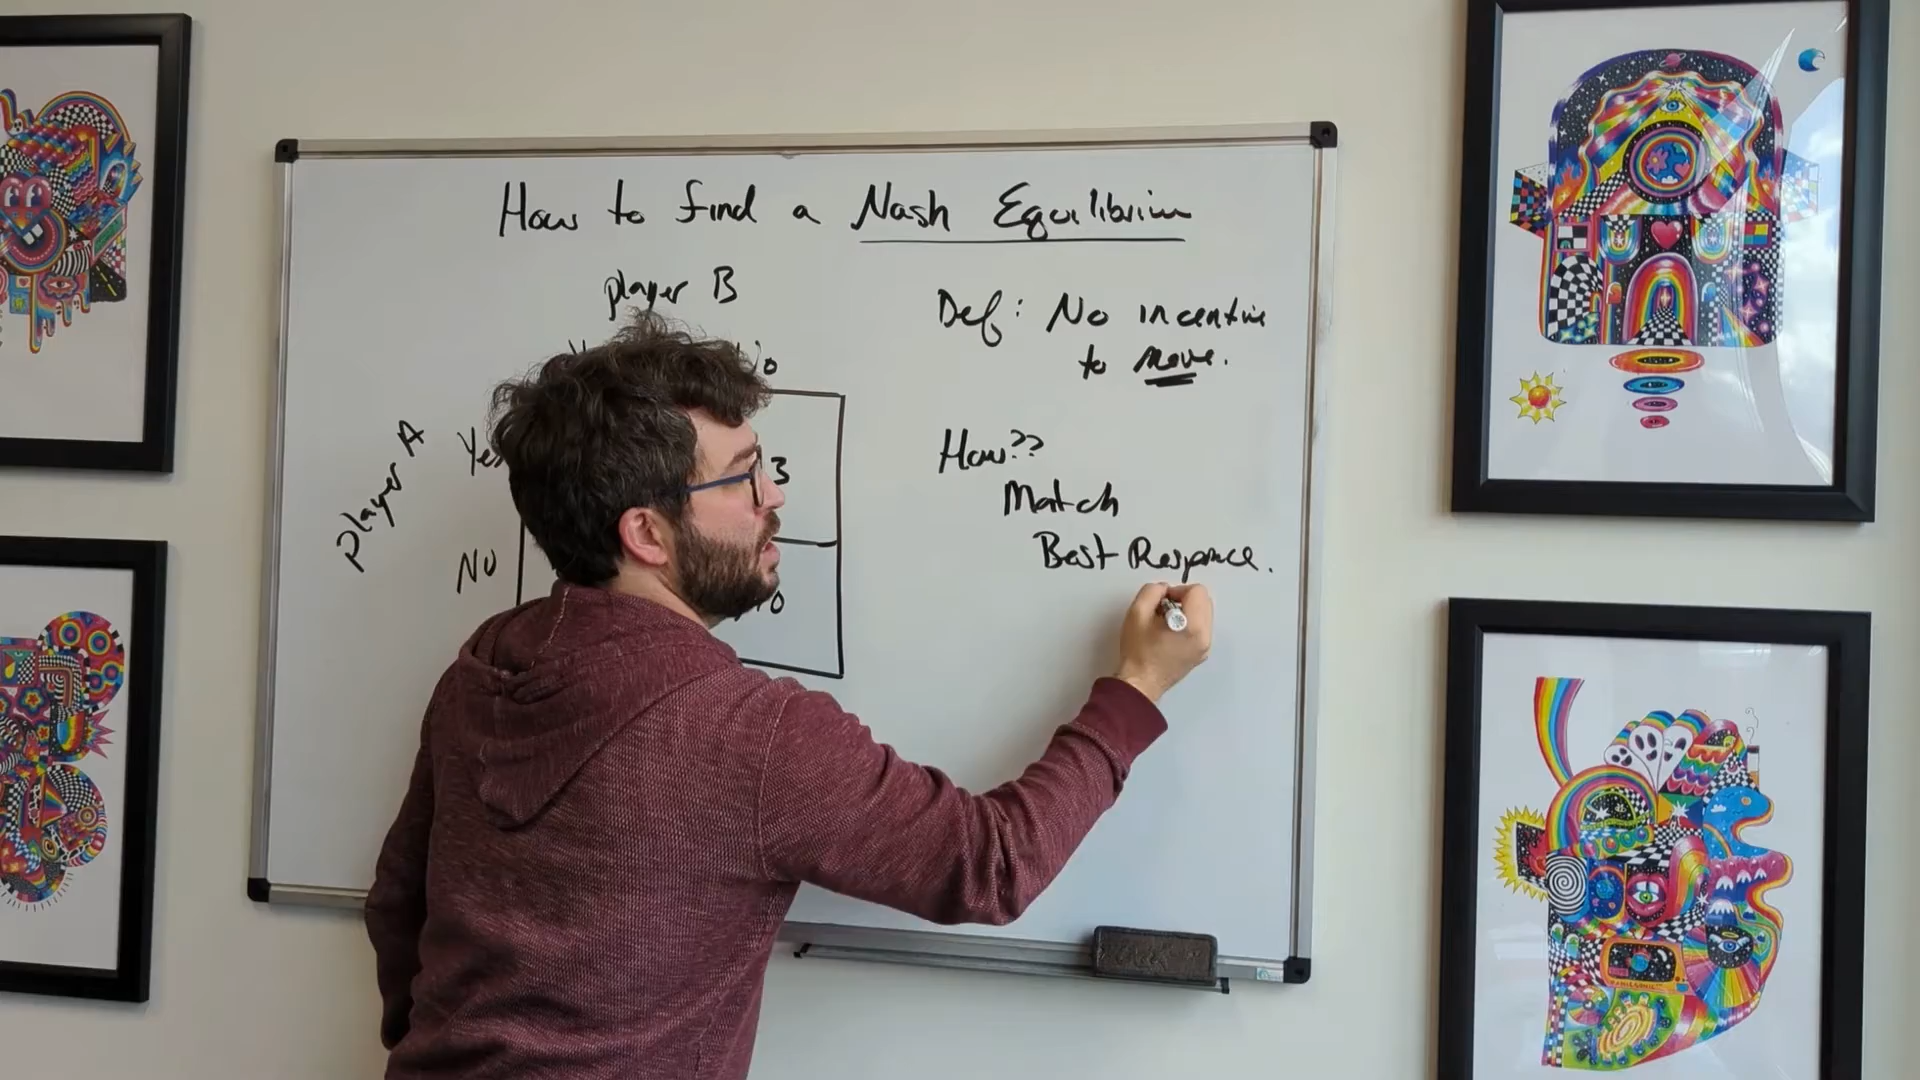 How to find a Nash Equilibrium
player B
Def: No incentive
to move.
player A
Yes
3
No
How??
Match
Best Response.